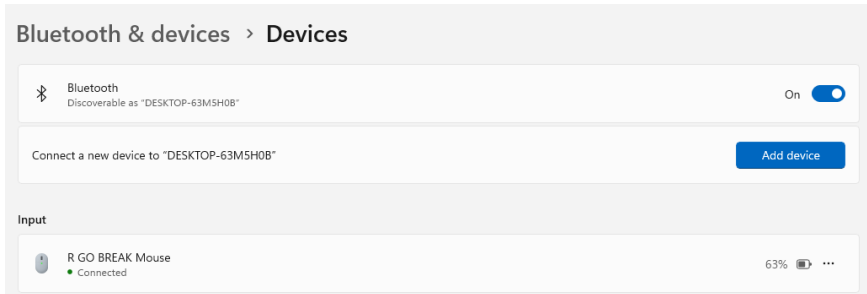 Bluetooth & devices > Devices
Bluetooth
Discoverable as "DESKTOP-63M5H0B"
On
Connect a new device to "DESKTOP-63M5H0B"
Add device
Input
R GO BREAK Mouse
Connected
63%